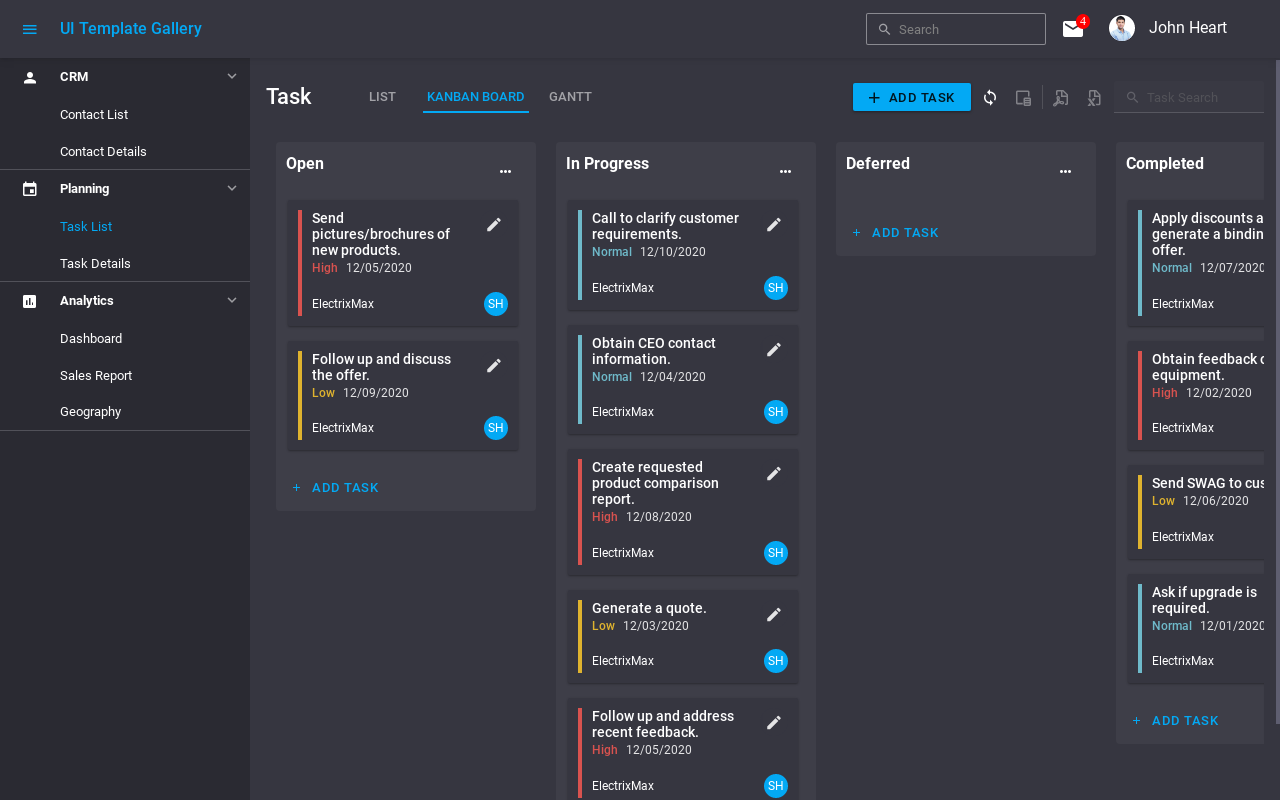 UI Template Gallery
Search
4
John Heart
CRM
Contact List
Contact Details
Planning
Task List
Task Details
Analytics
Dashboard
Sales Report
Geography
Task
LIST
KANBAN BOARD
GANTT
ADD TASK
Task Search
Open
Send
pictures/brochures of
new products.
High 12/05/2020
ElectrixMax
SH
Follow up and discuss
the offer.
Low 12/09/2020
ElectrixMax
SH
ADD TASK
In Progress
Call to clarify customer
requirements.
Normal 12/10/2020
ElectrixMax
SH
Obtain CEO contact
information.
Normal 12/04/2020
ElectrixMax
SH
Create requested
product comparison
report.
High 12/08/2020
ElectrixMax
SH
Generate a quote.
Low 12/03/2020
ElectrixMax
SH
Follow up and address
recent feedback.
High 12/05/2020
ElectrixMax
SH
Deferred
ADD TASK
Completed
Apply discounts a
generate a bindin
offer.
Normal 12/07/2020
ElectrixMax
Obtain feedback
equipment.
High 12/02/2020
ElectrixMax
Send SWAG to cus
Low 12/06/2020
ElectrixMax
Ask if upgrade is
required.
Normal 12/01/2020
ElectrixMax
ADD TASK